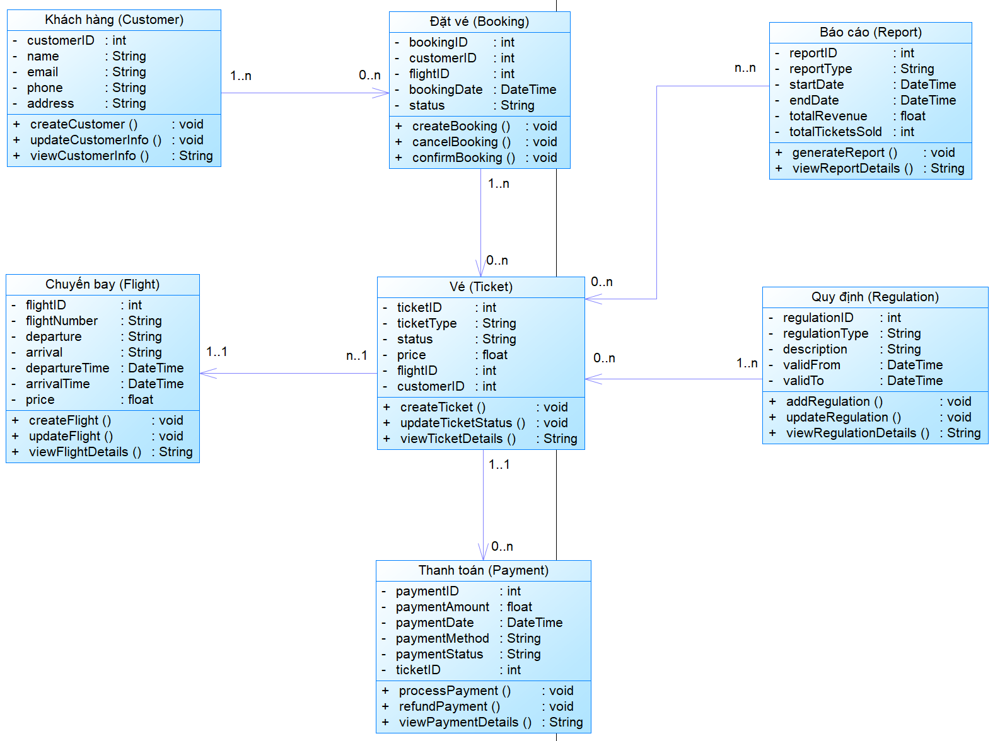 Khách hàng (Customer)
- customerID : int
- name : String
- email : String
- phone : String
- address : String
+ createCustomer () : void
+ updateCustomerInfo () : void
+ viewCustomerInfo () : String
1..n
0..n
Đặt vé (Booking)
- bookingID : int
- customerID : int
- flightID : int
- bookingDate : DateTime
- status : String
+ createBooking () : void
+ cancelBooking () : void
+ confirmBooking () : void
1..n
0..n
Báo cáo (Report)
- reportID : int
- reportType : String
- startDate : DateTime
- endDate : DateTime
- totalRevenue : float
- totalTicketsSold : int
+ generateReport () : void
+ viewReportDetails () : String
n..n
0..n
Chuyến bay (Flight)
- flightID : int
- flightNumber : String
- departure : String
- arrival : String
- departureTime : DateTime
- arrivalTime : DateTime
- price : float
+ createFlight () : void
+ updateFlight () : void
+ viewFlightDetails () : String
1..1
n..1
Vé (Ticket)
- ticketID : int
- ticketType : String
- status : String
- price : float
- flightID : int
- customerID : int
+ createTicket () : void
+ updateTicketStatus () : void
+ viewTicketDetails () : String
0..n
1..n
Quy định (Regulation)
- regulationID : int
- regulationType : String
- description : String
- validFrom : DateTime
- validTo : DateTime
+ addRegulation () : void
+ updateRegulation () : void
+ viewRegulationDetails () : String
1..1
0..n
Thanh toán (Payment)
- paymentID : int
- paymentAmount : float
- paymentDate : DateTime
- paymentMethod : String
- paymentStatus : String
- ticketID : int
+ processPayment () : void
+ refundPayment () : void
+ viewPaymentDetails () : String